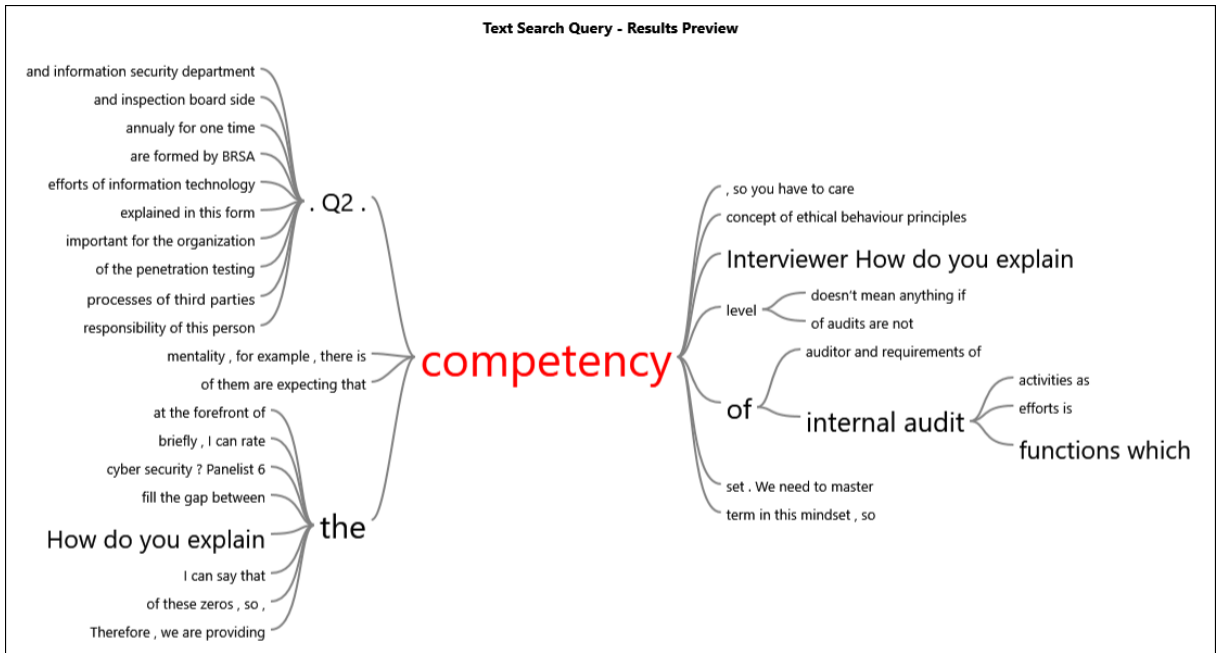 Text Search Query - Results Preview
and information security department
and inspection board side
annualy for one time
are formed by BRSA
efforts of information technology
explained in this form
important for the organization
of the penetration testing
processes of third parties
responsibility of this person
. Q2 .
mentality , for example , there is
of them are expecting that
at the forefront of
briefly , I can rate
cyber security ? Panelist 6
fill the gap between
How do you explain
I can say that
of these zeros , so ,
Therefore , we are providing
the
competency
, so you have to care
concept of ethical behaviour principles
Interviewer How do you explain
level
doesn't mean anything if
of audits are not
of
auditor and requirements of
internal audit
activities as
efforts is
functions which
set . We need to master
term in this mindset , so